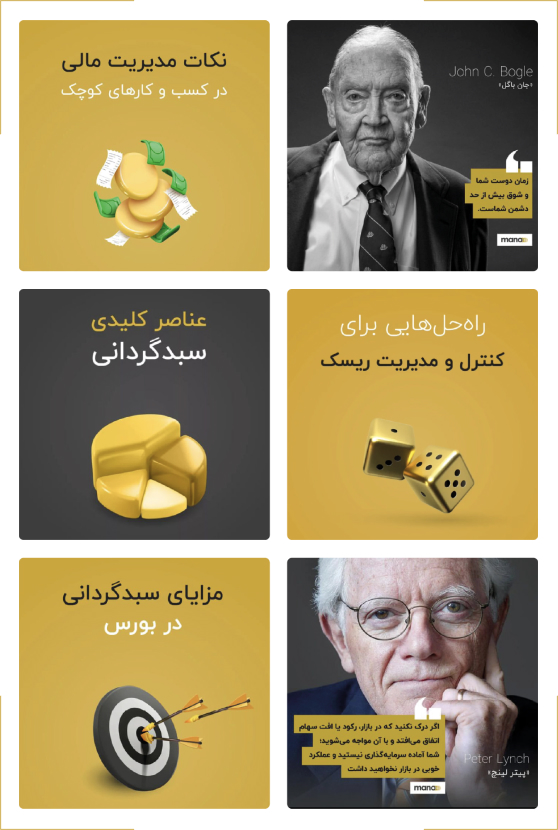 John C. Bogle
«جان باگل»
زمان دوست شما
و شوق بیش از حد
دشمن شماست.
mana
نکات مدیریت مالی
در کسب و کارهای کوچک
راه‌حل‌هایی برای
کنترل و مدیریت ریسک
عناصر کلیدی
سبدگردانی
اگر درک نکنید که در بازار، رکود یا افت سهام
اتفاق می‌افتد و با آن مواجه می‌شوید؛
شما آماده سرمایه‌گذاری نیستید و عملکرد
خوبی در بازار نخواهید داشت
Peter Lynch
«پیتر لینچ»
mana
مزایای سبدگردانی
در بورس